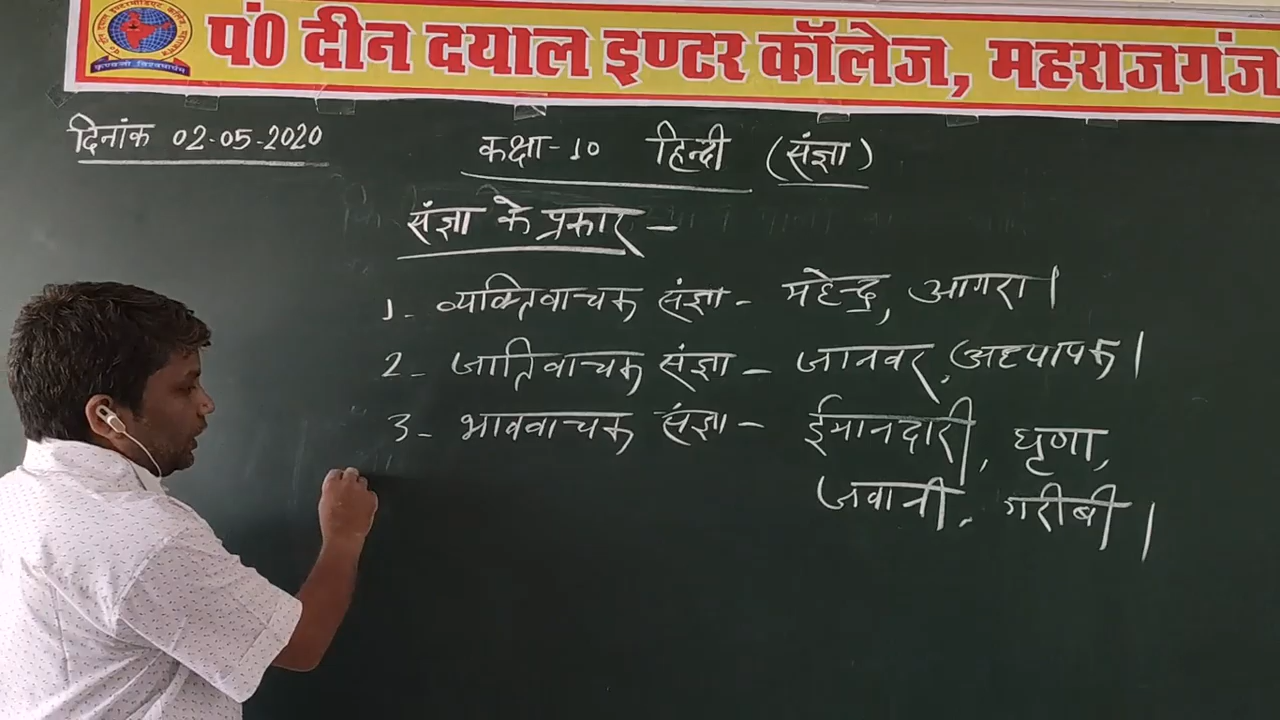 पं0 दीन दयाल इण्टर कॉलेज, महराजगंज
दिनांक 02-05-2020
कक्षा-10 हिन्दी (संज्ञा)
संज्ञा के प्रकार -
1- व्यक्तिवाचक संज्ञा - महेन्द्र, आगरा।
2- जातिवाचक संज्ञा - जानवर, अध्यापक।
3- भाववाचक संज्ञा - ईमानदारी, घृणा,
जवानी, गरीबी।